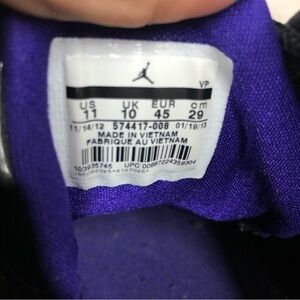 VP
US UK EUR cm
11 10 45 29
11/14/12 574417-008 01/19/13
MADE IN VIETNAM
FABRIQUE AU VIETNAM
UPC